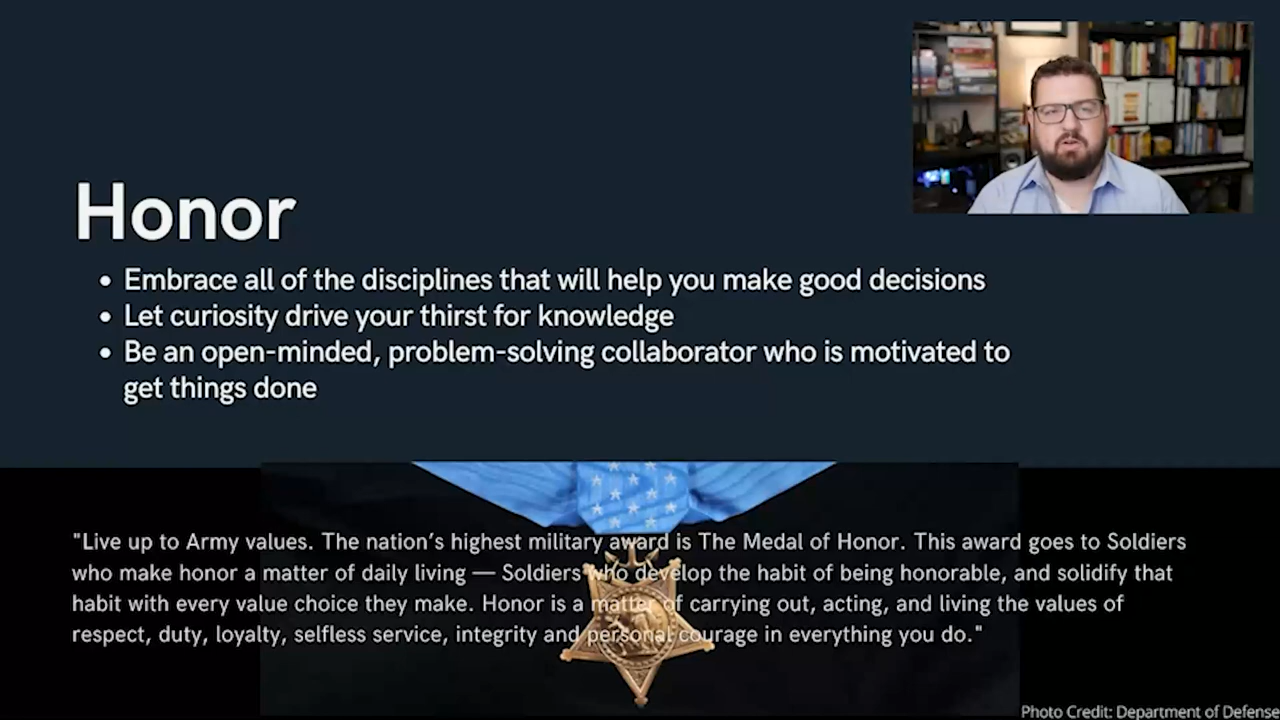 Honor
• Embrace all of the disciplines that will help you make good decisions
• Let curiosity drive your thirst for knowledge
• Be an open-minded, problem-solving collaborator who is motivated to
get things done
"Live up to Army values. The nation’s highest military award is The Medal of Honor. This award goes to Soldiers
who make honor a matter of daily living — Soldiers who develop the habit of being honorable, and solidify that
habit with every value choice they make. Honor is a matter of carrying out, acting, and living the values of
respect, duty, loyalty, selfless service, integrity and personal courage in everything you do."
Photo Credit: Department of Defense